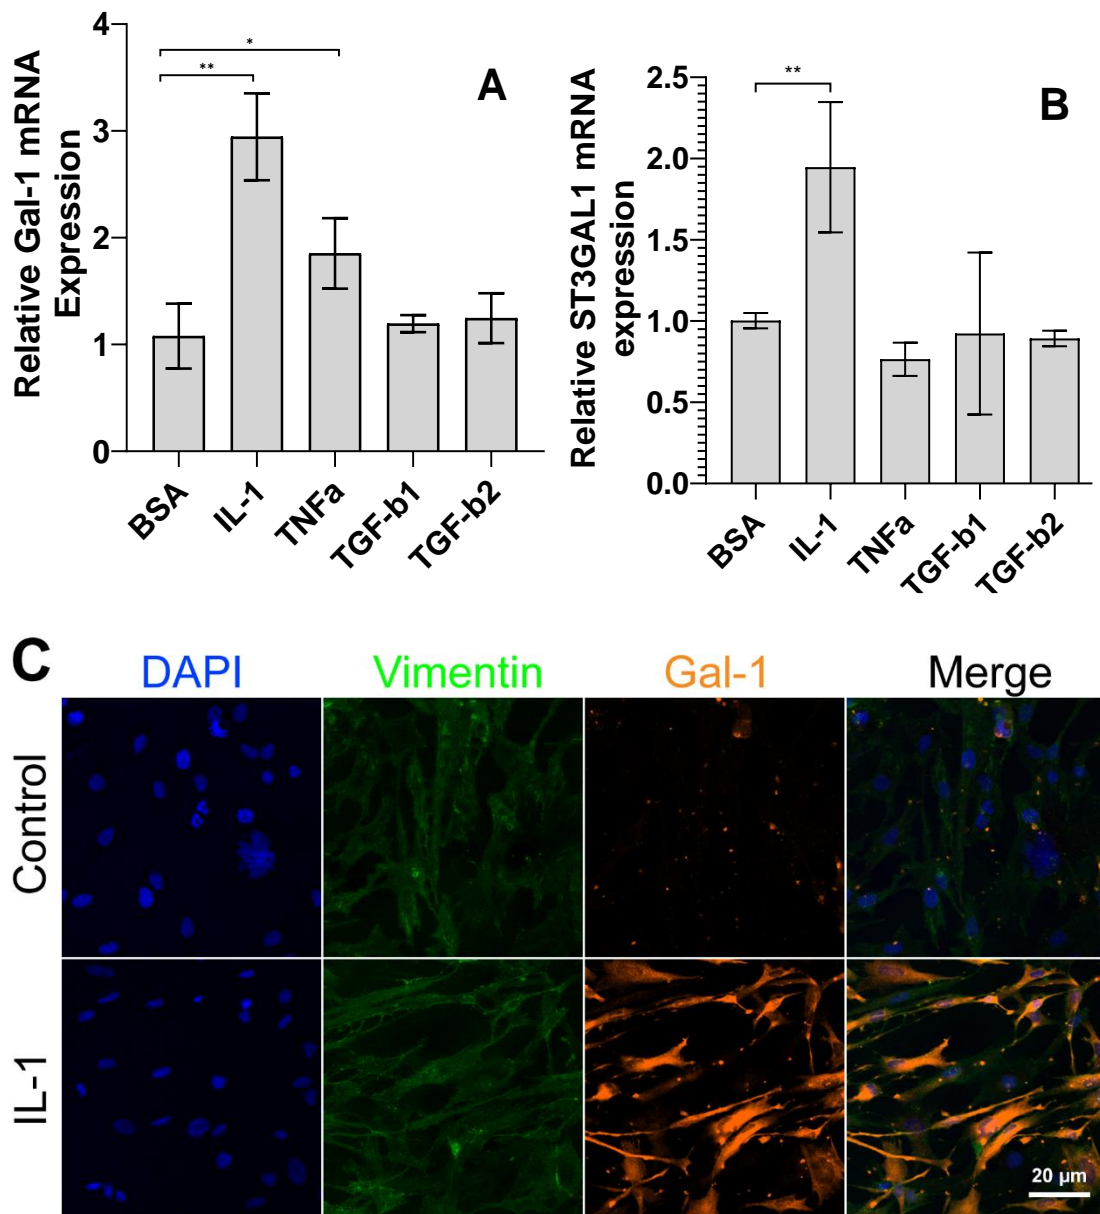 A
Relative Gal-1 mRNA
Expression
4
3
2
1
0
*
**
BSA
IL-1
TNFa
TGF-b1
TGF-b2
B
Relative ST3GAL1 mRNA
expression
2.5
2.0
1.5
1.0
0.5
0.0
**
BSA
IL-1
TNFa
TGF-b1
TGF-b2
C
DAPI Vimentin Gal-1 Merge
Control
IL-1
20 µm